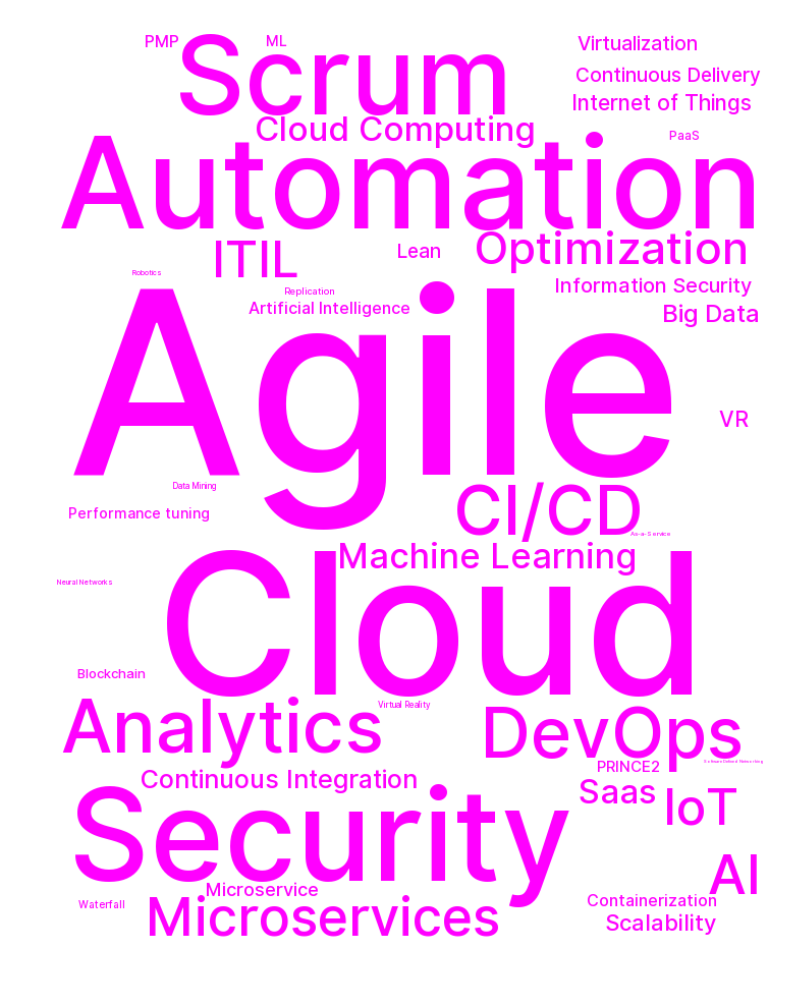 PMP
ML
Scrum
Virtualization
Continuous Delivery
Internet of Things
Cloud Computing
PaaS
Automation
ITIL
Lean
Optimization
Robotics
Replication
Artificial Intelligence
Information Security
Big Data
Agile
VR
Data Mining
Performance tuning
CI/CD
As-a-Service
Machine Learning
Neural Networks
Cloud
Blockchain
Analytics
Virtual Reality
DevOps
PRINCE2
Continuous Integration
Saas
IoT
Security
AI
Microservice
Waterfall
Microservices
Containerization
Scalability